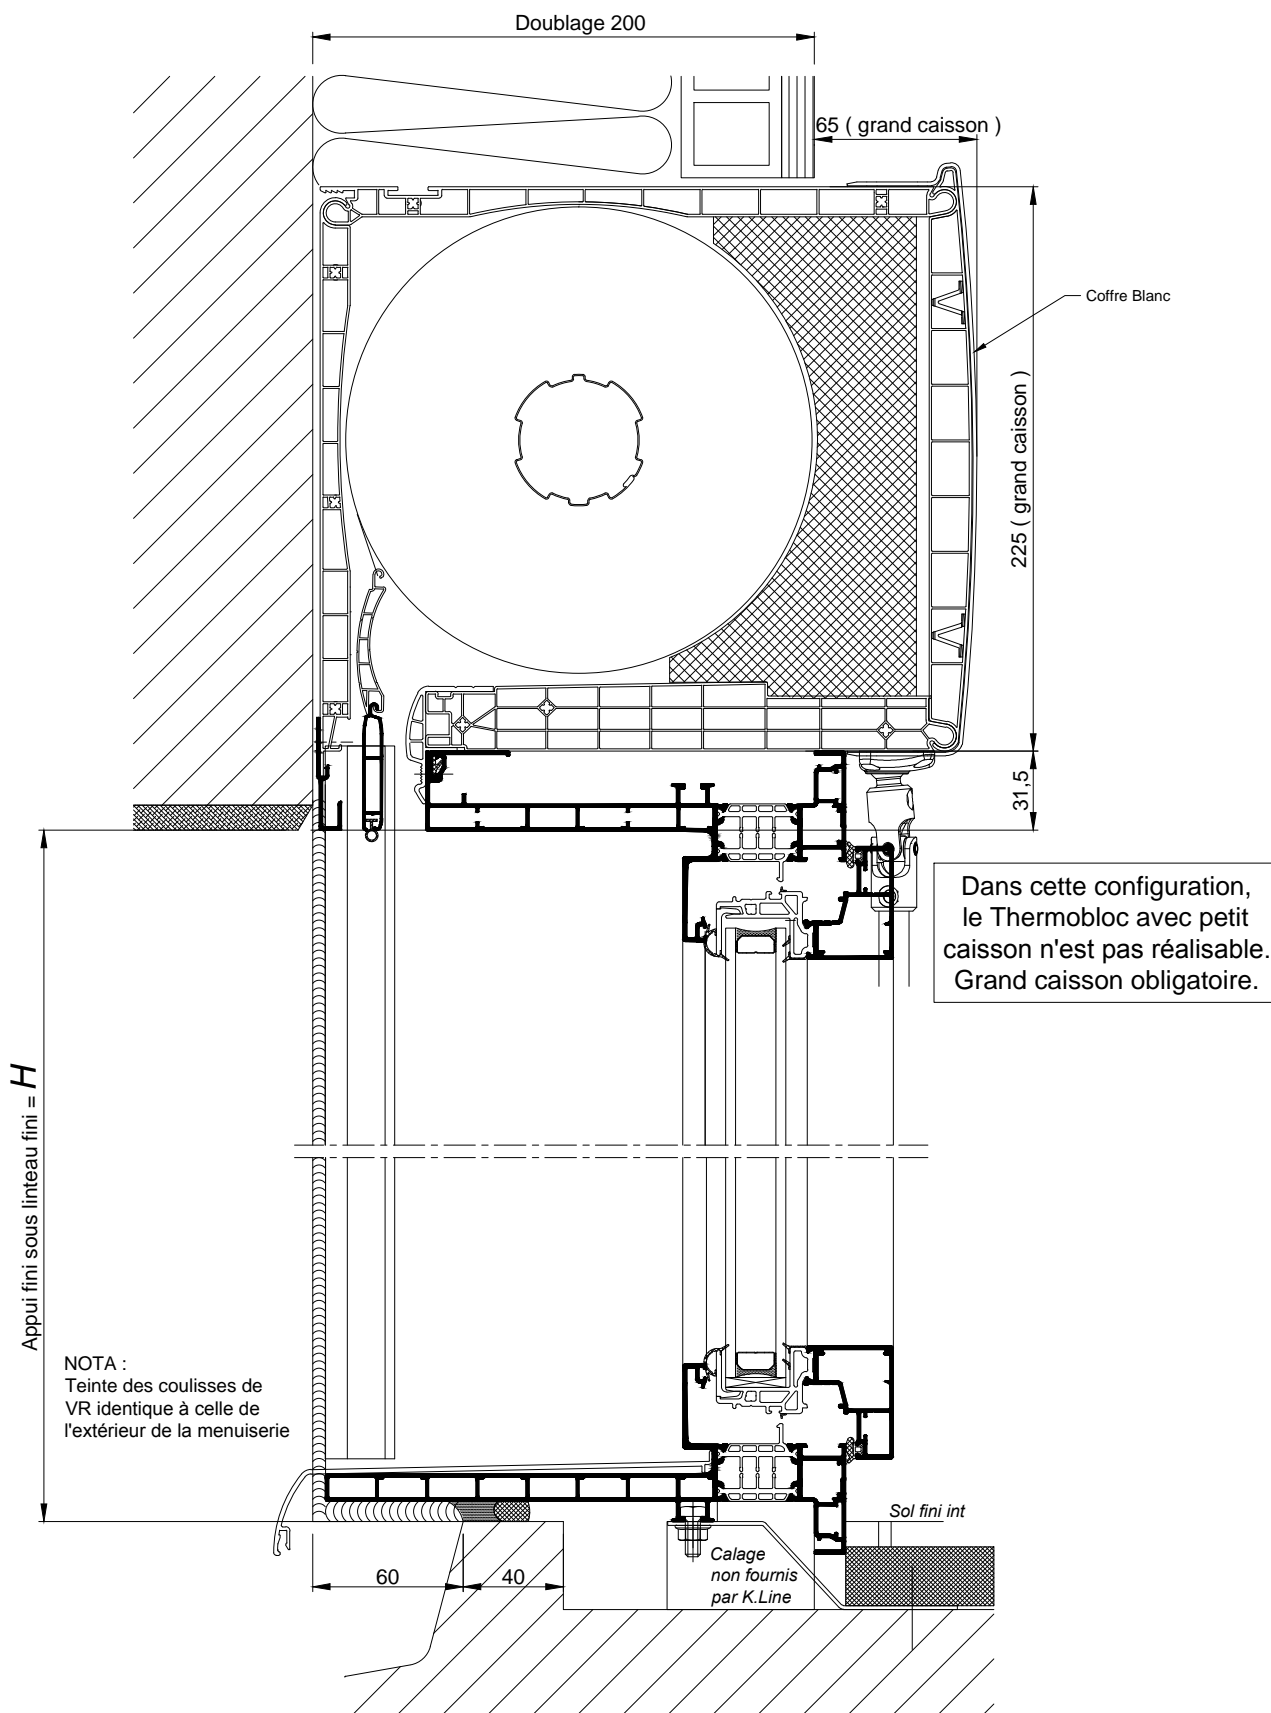 Doublage 200
65 ( grand caisson )
Coffre Blanc
225 ( grand caisson )
31,5
Dans cette configuration,
le Thermobloc avec petit
caisson n'est pas réalisable.
Grand caisson obligatoire.
Appui fini sous linteau fini = H
NOTA :
Teinte des coulisses de
VR identique à celle de
l'extérieur de la menuiserie
Sol fini int
Calage
non fournis
par K.Line
60
40